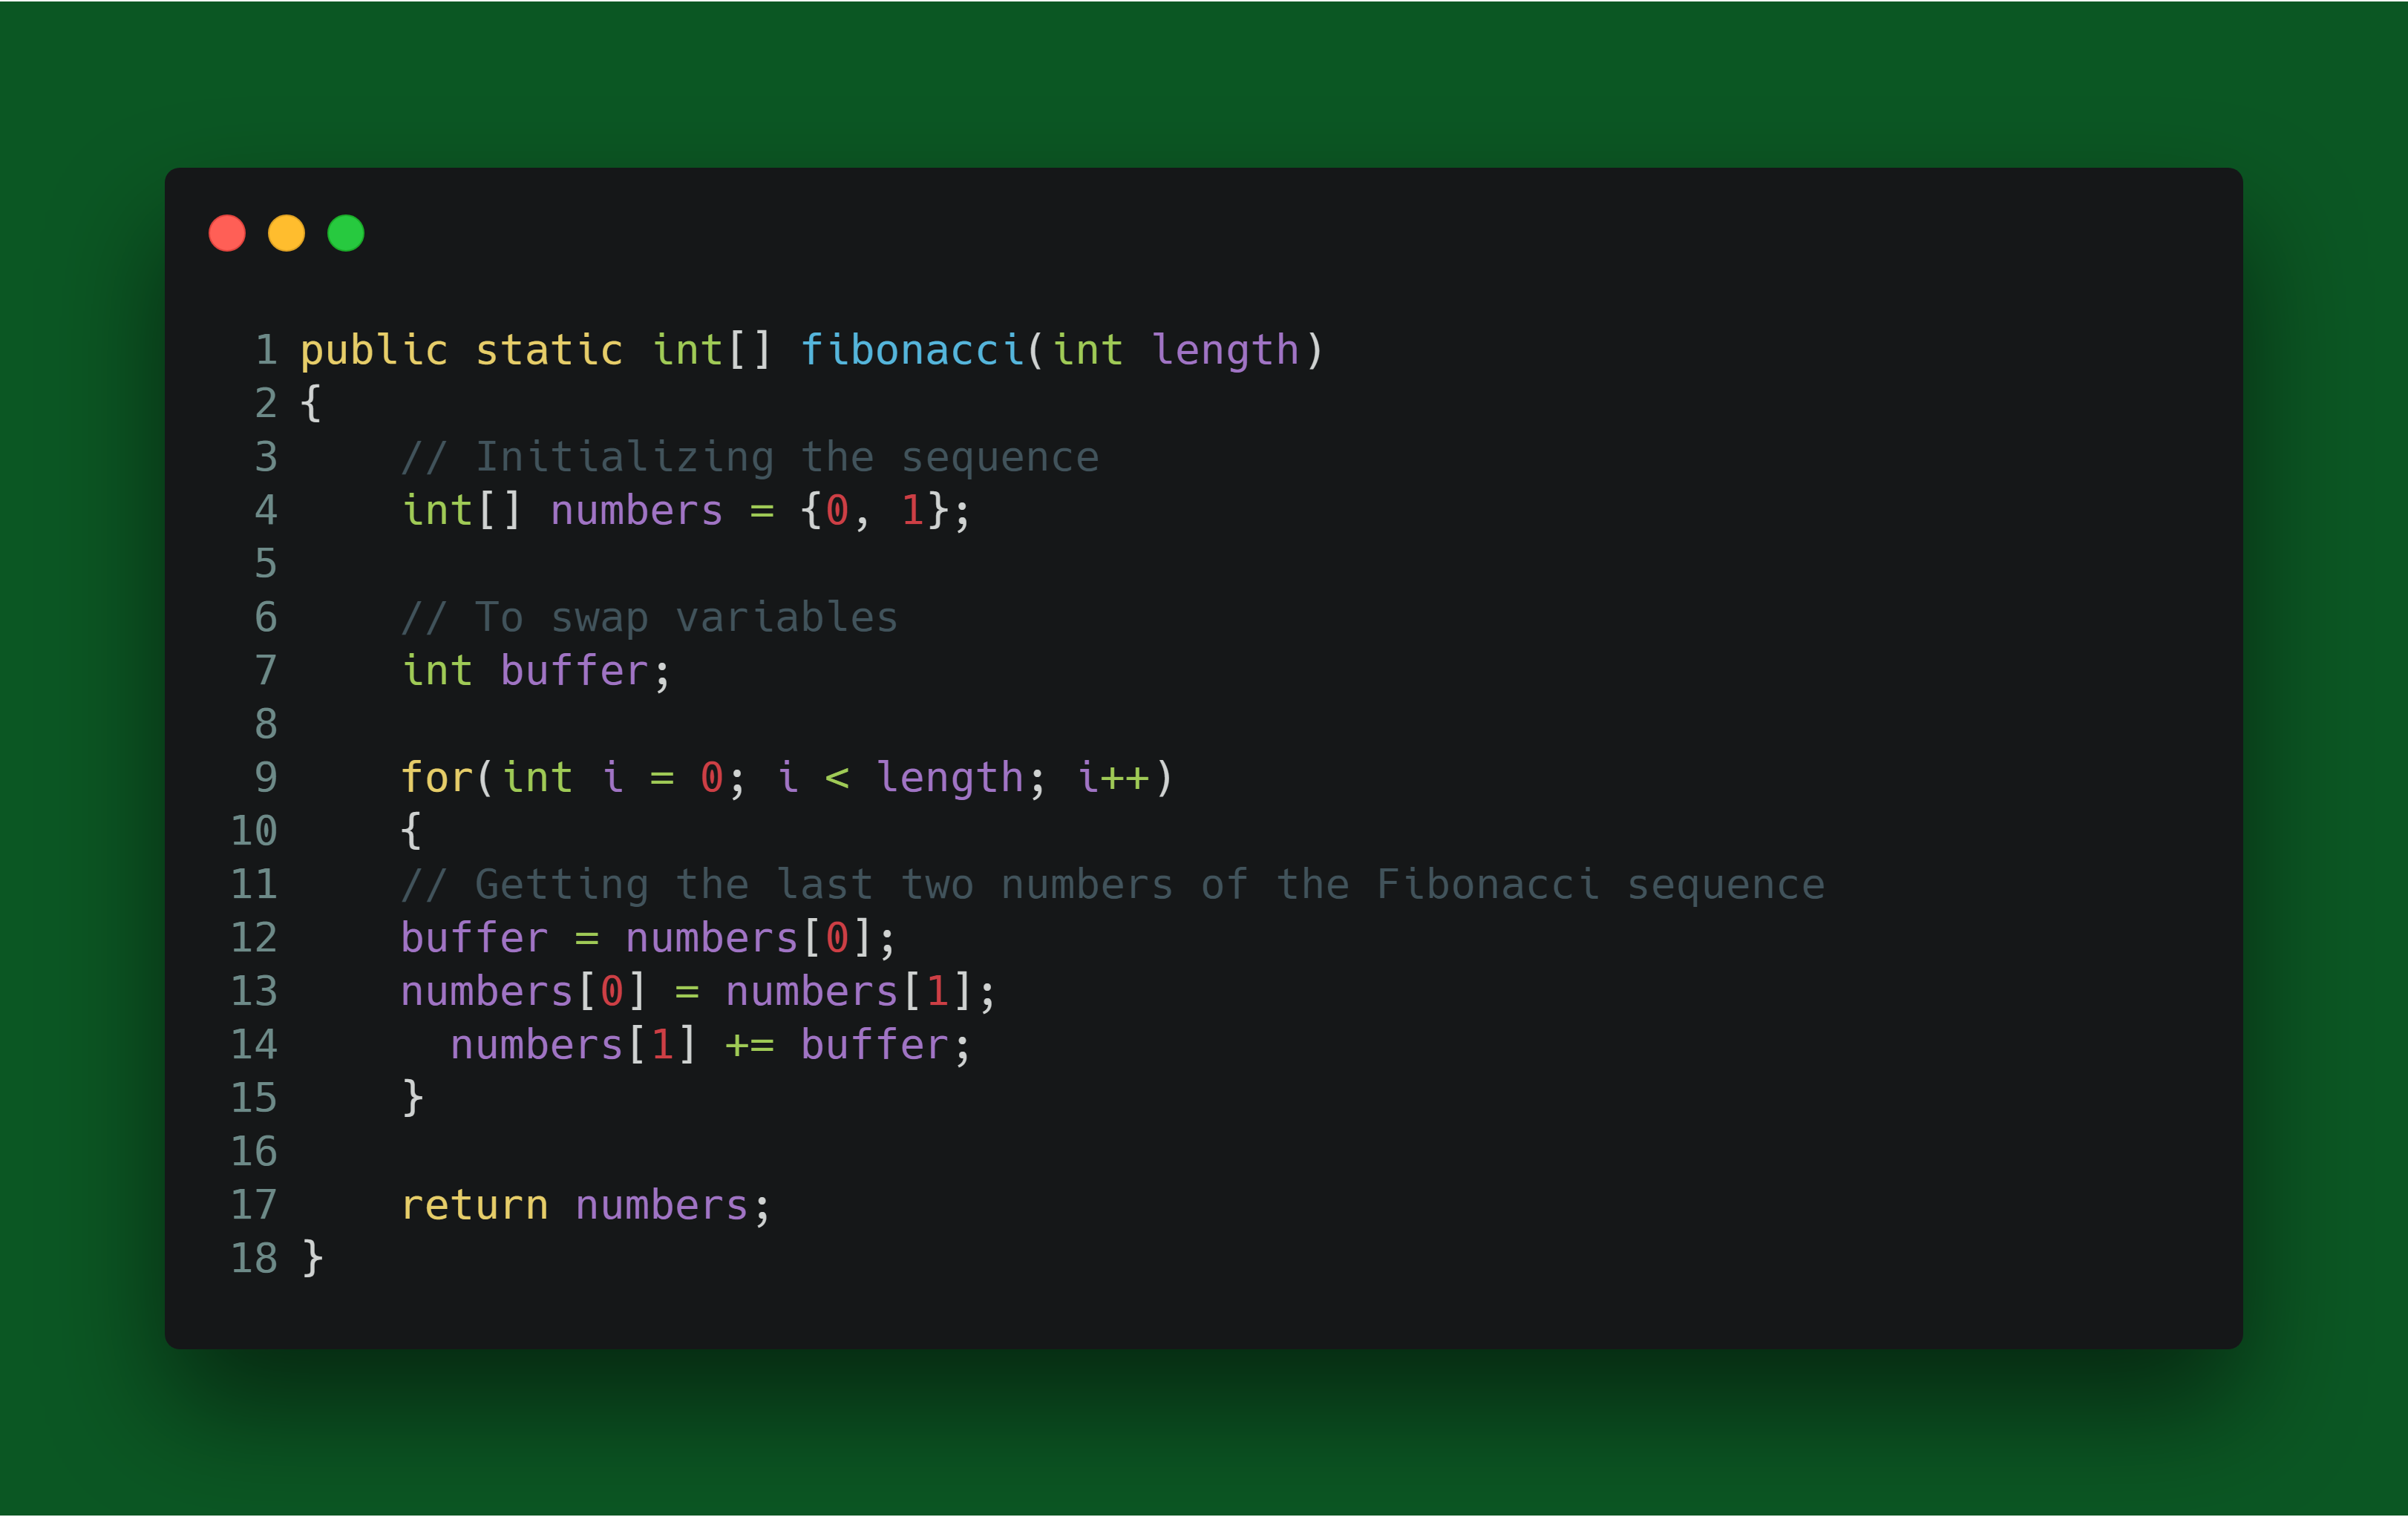 1 public static int[] fibonacci(int length)
2 {
3     // Initializing the sequence
4     int[] numbers = {0, 1};
5
6     // To swap variables
7     int buffer;
8
9     for(int i = 0; i < length; i++)
10     {
11     // Getting the last two numbers of the Fibonacci sequence
12     buffer = numbers[0];
13     numbers[0] = numbers[1];
14       numbers[1] += buffer;
15     }
16
17     return numbers;
18 }